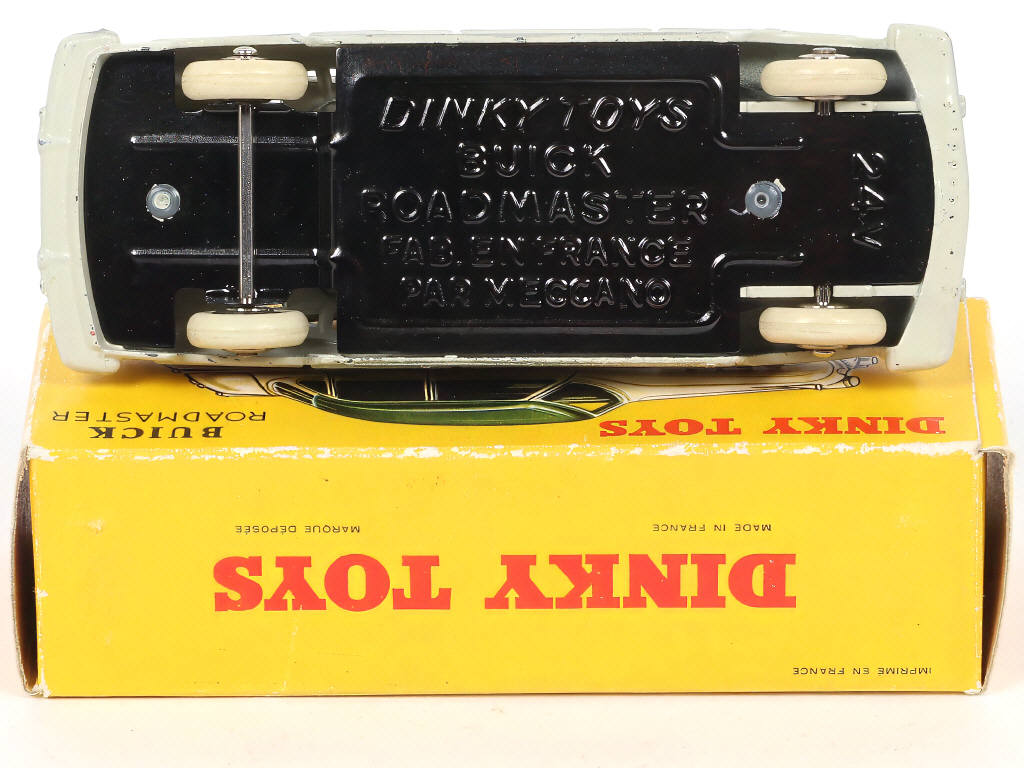 DINKY TOYS
BUICK
ROADMASTER
FAB. EN FRANCE
PAR MECCANO
24V
BUICK
ROADMASTER
DINKY TOYS
MARQUE DÉPOSÉE
MADE IN FRANCE
DINKY TOYS
IMPRIMÉ EN FRANCE